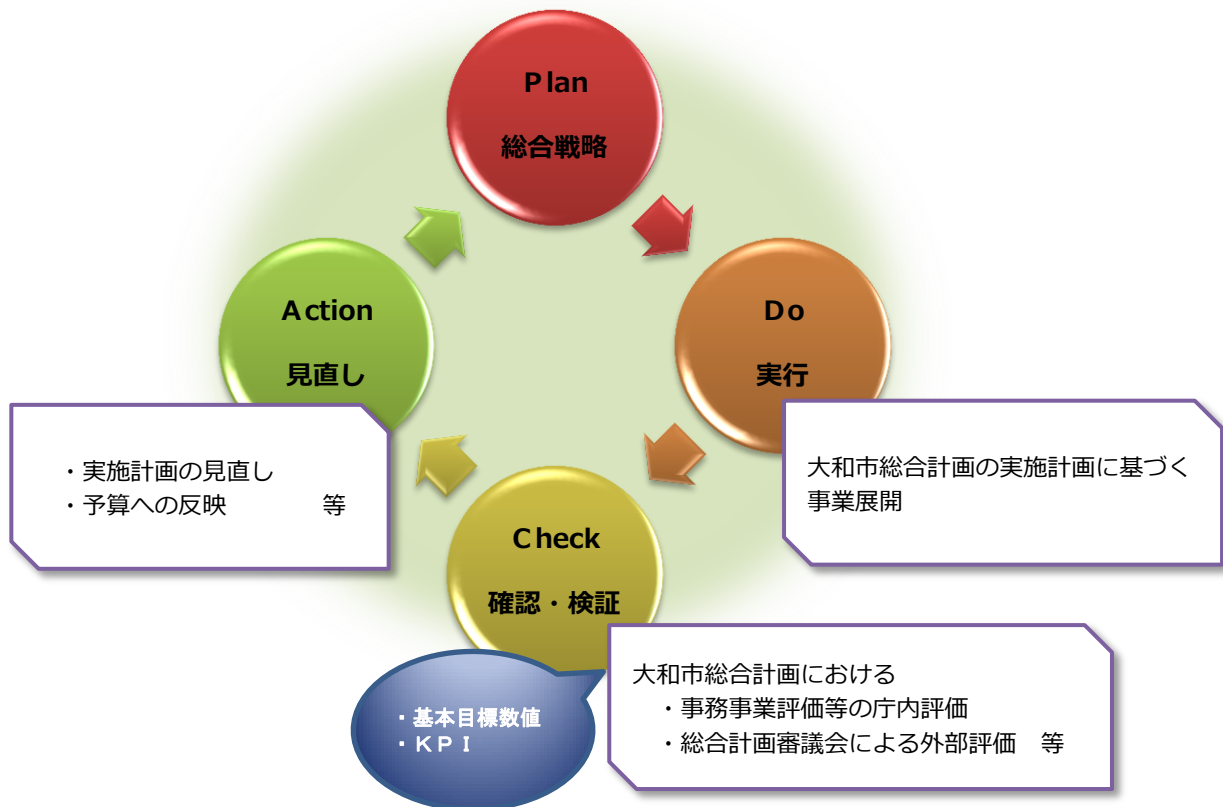 Plan
総合戦略
Action
見直し
Do
実行
・実施計画の見直し
・予算への反映　　　　等
大和市総合計画の実施計画に基づく
事業展開
Check
確認・検証
・基本目標数値
・ＫＰＩ
大和市総合計画における
・事務事業評価等の庁内評価
・総合計画審議会による外部評価　等